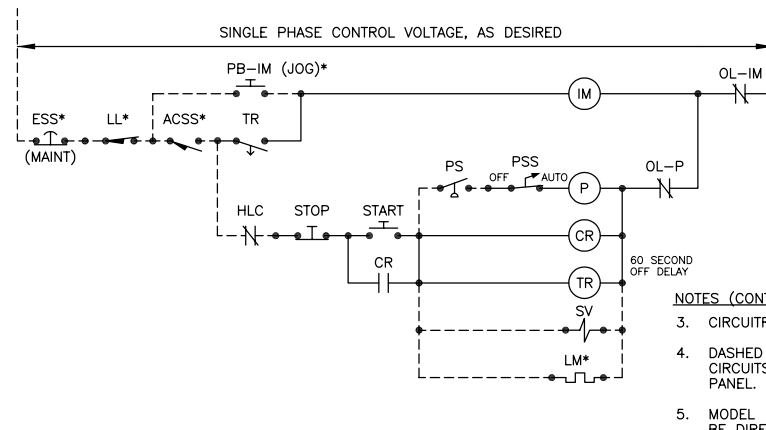 SINGLE PHASE CONTROL VOLTAGE, AS DESIRED
PB-IM (JOG)*
OL-IM
IM
ESS*
LL*
ACSS*
TR
(MAINT)
PS
OFF
PSS
AUTO
P
OL-P
HLC
STOP
START
CR
CR
60 SECOND
OFF DELAY
TR
SV
LM*
NOTES (CONT
3. CIRCUITF
4. DASHED
CIRCUITS
PANEL.
5. MODEL